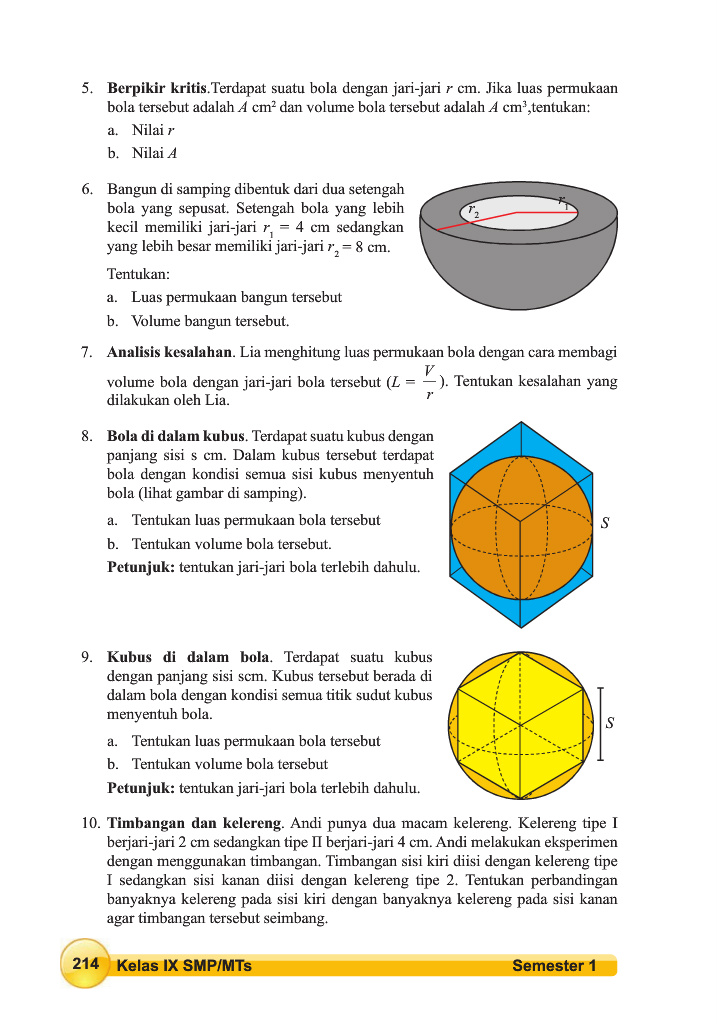 5. Berpikir kritis.Terdapat suatu bola dengan jari-jari r cm. Jika luas permukaan
bola tersebut adalah A cm² dan volume bola tersebut adalah A cm³,tentukan:
a. Nilai r
b. Nilai A
6. Bangun di samping dibentuk dari dua setengah
bola yang sepusat. Setengah bola yang lebih
kecil memiliki jari-jari r₁ = 4 cm sedangkan
yang lebih besar memiliki jari-jari r₂ = 8 cm.
Tentukan:
a. Luas permukaan bangun tersebut
b. Volume bangun tersebut.
r₂
r₁
7. Analisis kesalahan. Lia menghitung luas permukaan bola dengan cara membagi
volume bola dengan jari-jari bola tersebut (L = V/r). Tentukan kesalahan yang
dilakukan oleh Lia.
8. Bola di dalam kubus. Terdapat suatu kubus dengan
panjang sisi s cm. Dalam kubus tersebut terdapat
bola dengan kondisi semua sisi kubus menyentuh
bola (lihat gambar di samping).
a. Tentukan luas permukaan bola tersebut
b. Tentukan volume bola tersebut.
Petunjuk: tentukan jari-jari bola terlebih dahulu.
S
9. Kubus di dalam bola. Terdapat suatu kubus
dengan panjang sisi scm. Kubus tersebut berada di
dalam bola dengan kondisi semua titik sudut kubus
menyentuh bola.
a. Tentukan luas permukaan bola tersebut
b. Tentukan volume bola tersebut
Petunjuk: tentukan jari-jari bola terlebih dahulu.
S
10. Timbangan dan kelereng. Andi punya dua macam kelereng. Kelereng tipe I
berjari-jari 2 cm sedangkan tipe II berjari-jari 4 cm. Andi melakukan eksperimen
dengan menggunakan timbangan. Timbangan sisi kiri diisi dengan kelereng tipe
I sedangkan sisi kanan diisi dengan kelereng tipe 2. Tentukan perbandingan
banyaknya kelereng pada sisi kiri dengan banyaknya kelereng pada sisi kanan
agar timbangan tersebut seimbang.
214 Kelas IX SMP/MTs Semester 1